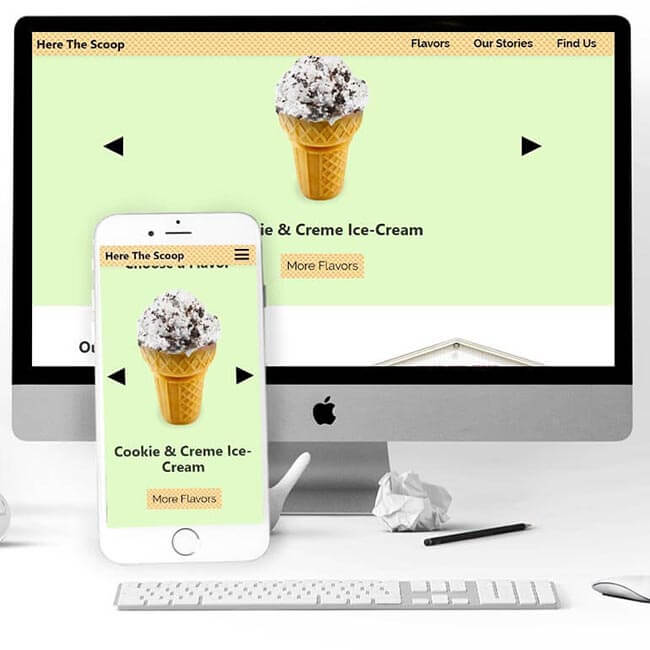 Here The Scoop Flavors Our Stories Find Us
ie & Creme Ice-Cream
More Flavors
Ou
Here The Scoop
Choose a Flavor
Cookie & Creme Ice-
Cream
More Flavors